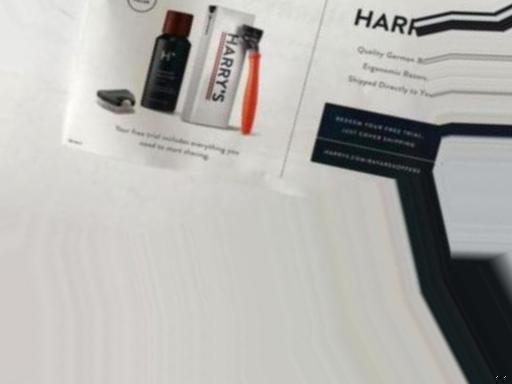 H'
HARRY'S
Your free trial includes everything you
need to start shaving.
HARR
Quality German
Ergonomic Razors,
Shipped Directly to You
REDEEM YOUR FREE TRIAL,
JUST COVER SHIPPING